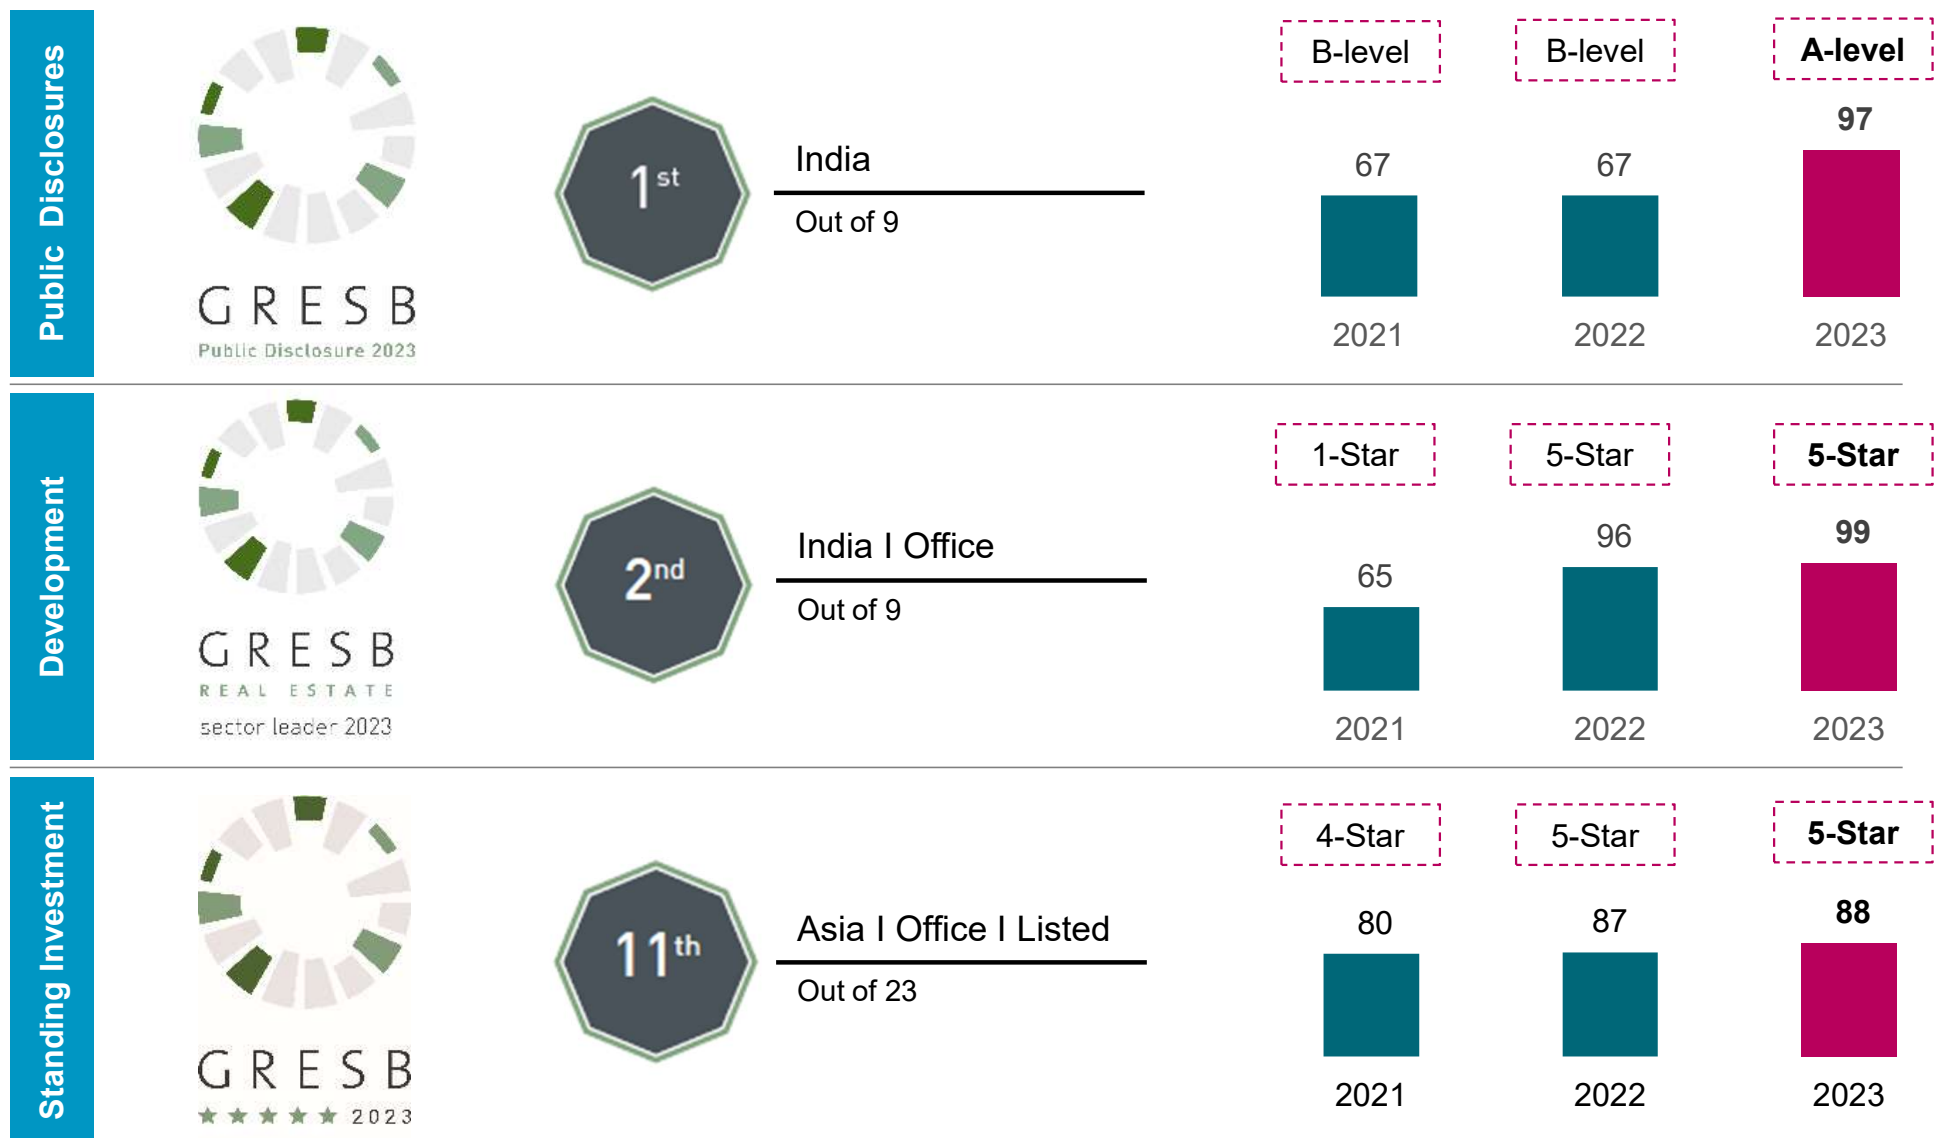 Public Disclosures
GRESB
Public Disclosure 2023
1st
India
Out of 9
B-level
B-level
A-level
67
67
97
2021
2022
2023
Development
GRESB
REAL ESTATE
sector leader 2023
2nd
India I Office
Out of 9
1-Star
5-Star
5-Star
65
96
99
2021
2022
2023
Standing Investment
GRESB
★★★★★ 2023
11th
Asia I Office I Listed
Out of 23
4-Star
5-Star
5-Star
80
87
88
2021
2022
2023